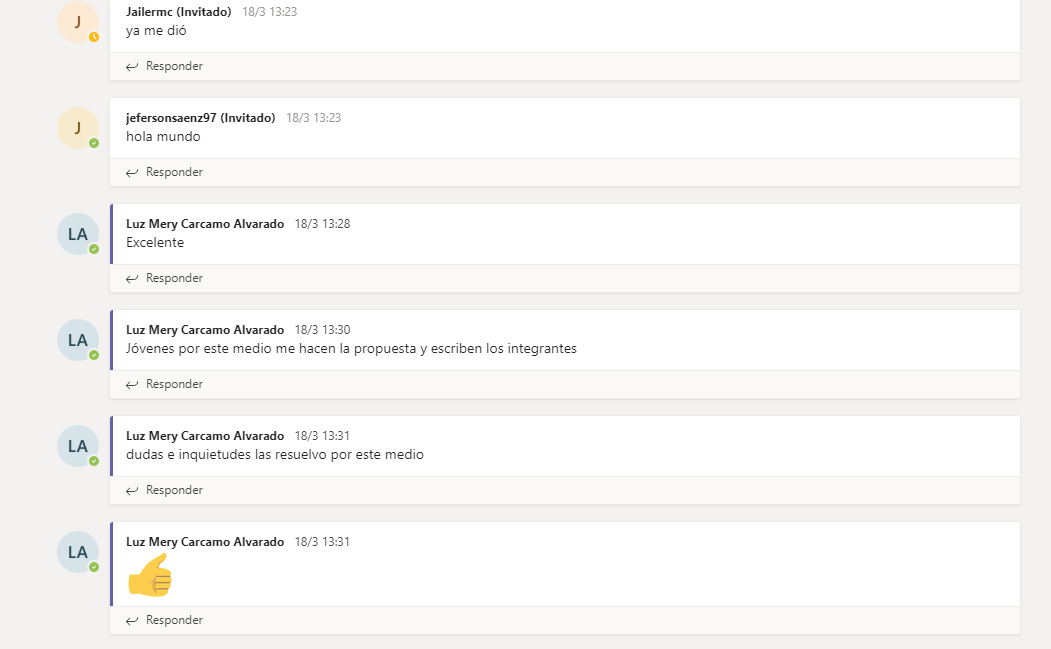 J
Jailermc (Invitado) 18/3 13:23
ya me dió
Responder
J
jefersonsaenz97 (Invitado) 18/3 13:23
hola mundo
Responder
LA
Luz Mery Carcamo Alvarado 18/3 13:28
Excelente
Responder
LA
Luz Mery Carcamo Alvarado 18/3 13:30
Jóvenes por este medio me hacen la propuesta y escriben los integrantes
Responder
LA
Luz Mery Carcamo Alvarado 18/3 13:31
dudas e inquietudes las resuelvo por este medio
Responder
LA
Luz Mery Carcamo Alvarado 18/3 13:31
Responder